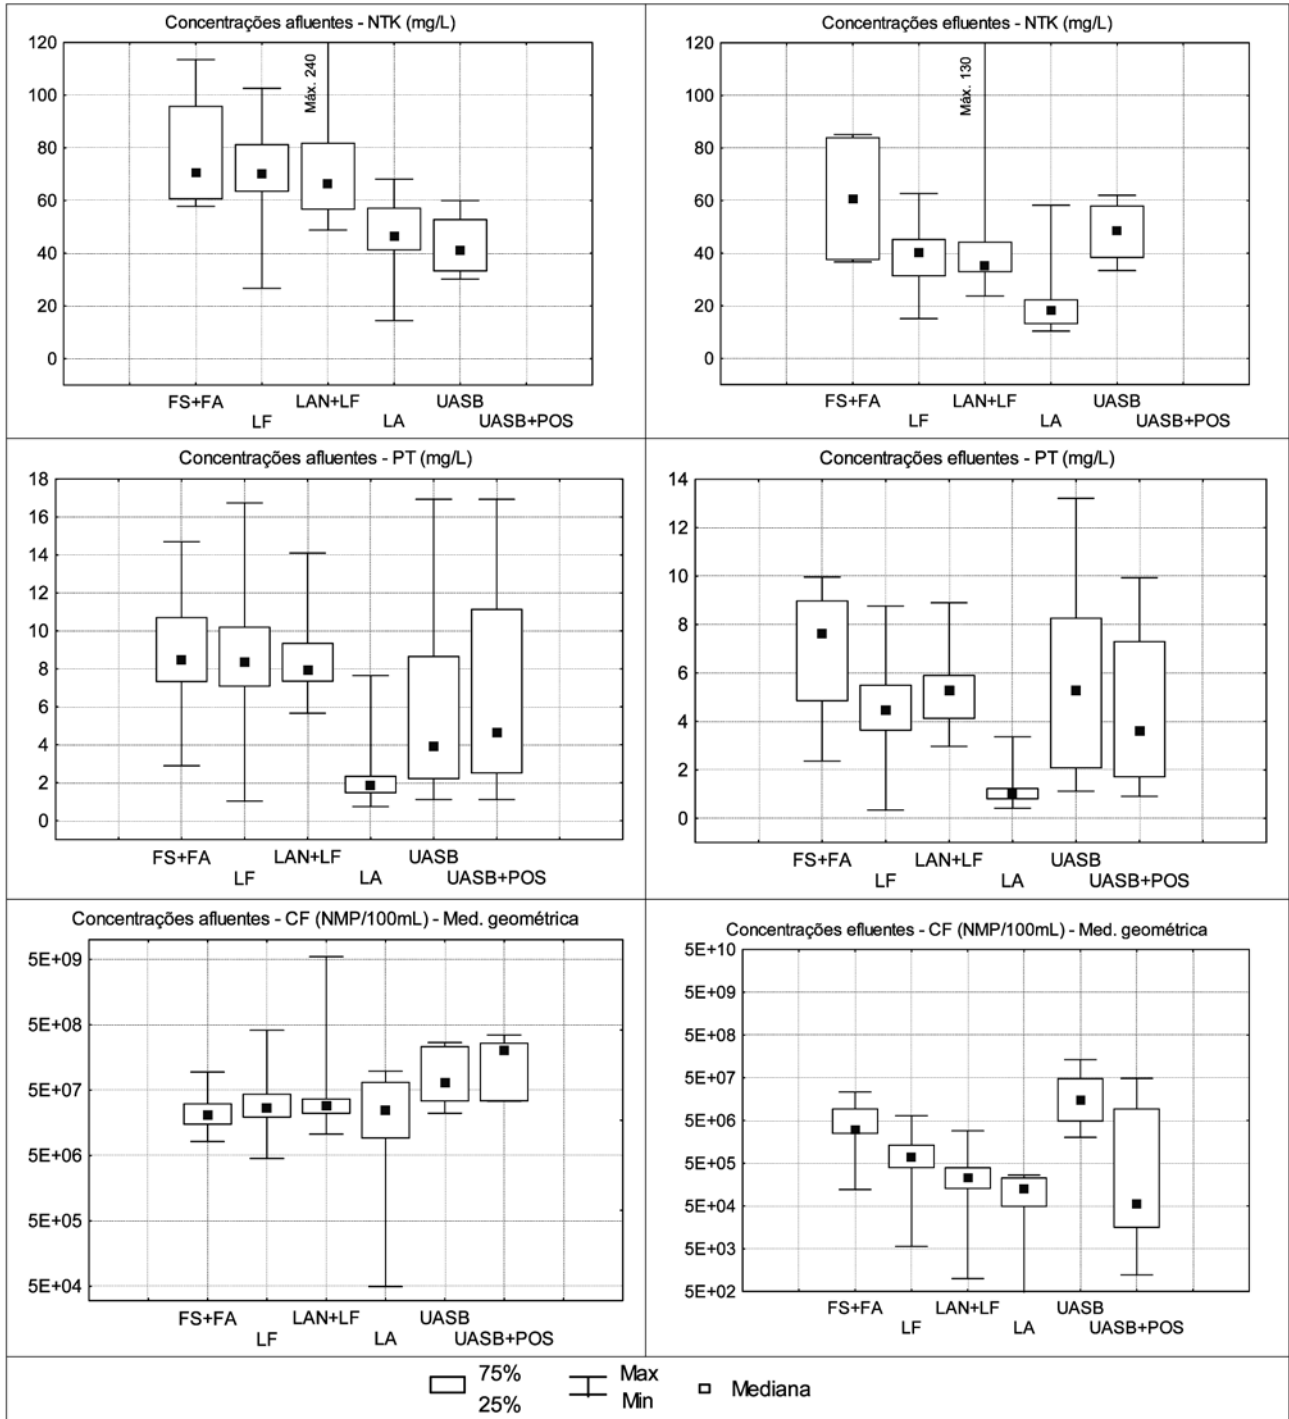 Concentrações afluentes - NTK (mg/L)
120
100
80
60
40
20
0
Máx. 240
FS+FA
LF
LAN+LF
LA
UASB
UASB+POS
Concentrações efluentes - NTK (mg/L)
120
100
80
60
40
20
0
Máx. 130
FS+FA
LF
LAN+LF
LA
UASB
UASB+POS
Concentrações afluentes - PT (mg/L)
18
16
14
12
10
8
6
4
2
0
FS+FA
LF
LAN+LF
LA
UASB
UASB+POS
Concentrações efluentes - PT (mg/L)
14
12
10
8
6
4
2
0
FS+FA
LF
LAN+LF
LA
UASB
UASB+POS
Concentrações afluentes - CF (NMP/100mL) - Med. geométrica
5E+09
5E+08
5E+07
5E+06
5E+05
5E+04
FS+FA
LF
LAN+LF
LA
UASB
UASB+POS
Concentrações efluentes - CF (NMP/100mL) - Med. geométrica
5E+10
5E+09
5E+08
5E+07
5E+06
5E+05
5E+04
5E+03
5E+02
FS+FA
LF
LAN+LF
LA
UASB
UASB+POS
75%
25%
Max
Min
Mediana